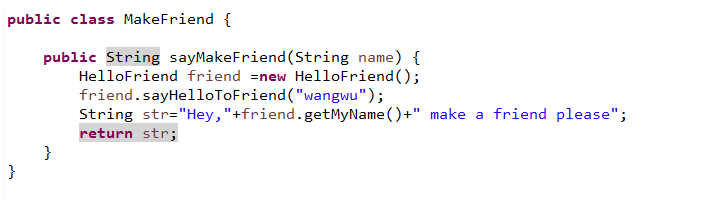 public class MakeFriend {
public String sayMakeFriend(String name) {
HelloFriend friend =new HelloFriend();
friend.sayHelloToFriend("wangwu");
String str="Hey,"+friend.getMyName()+" make a friend please";
return str;
}
}